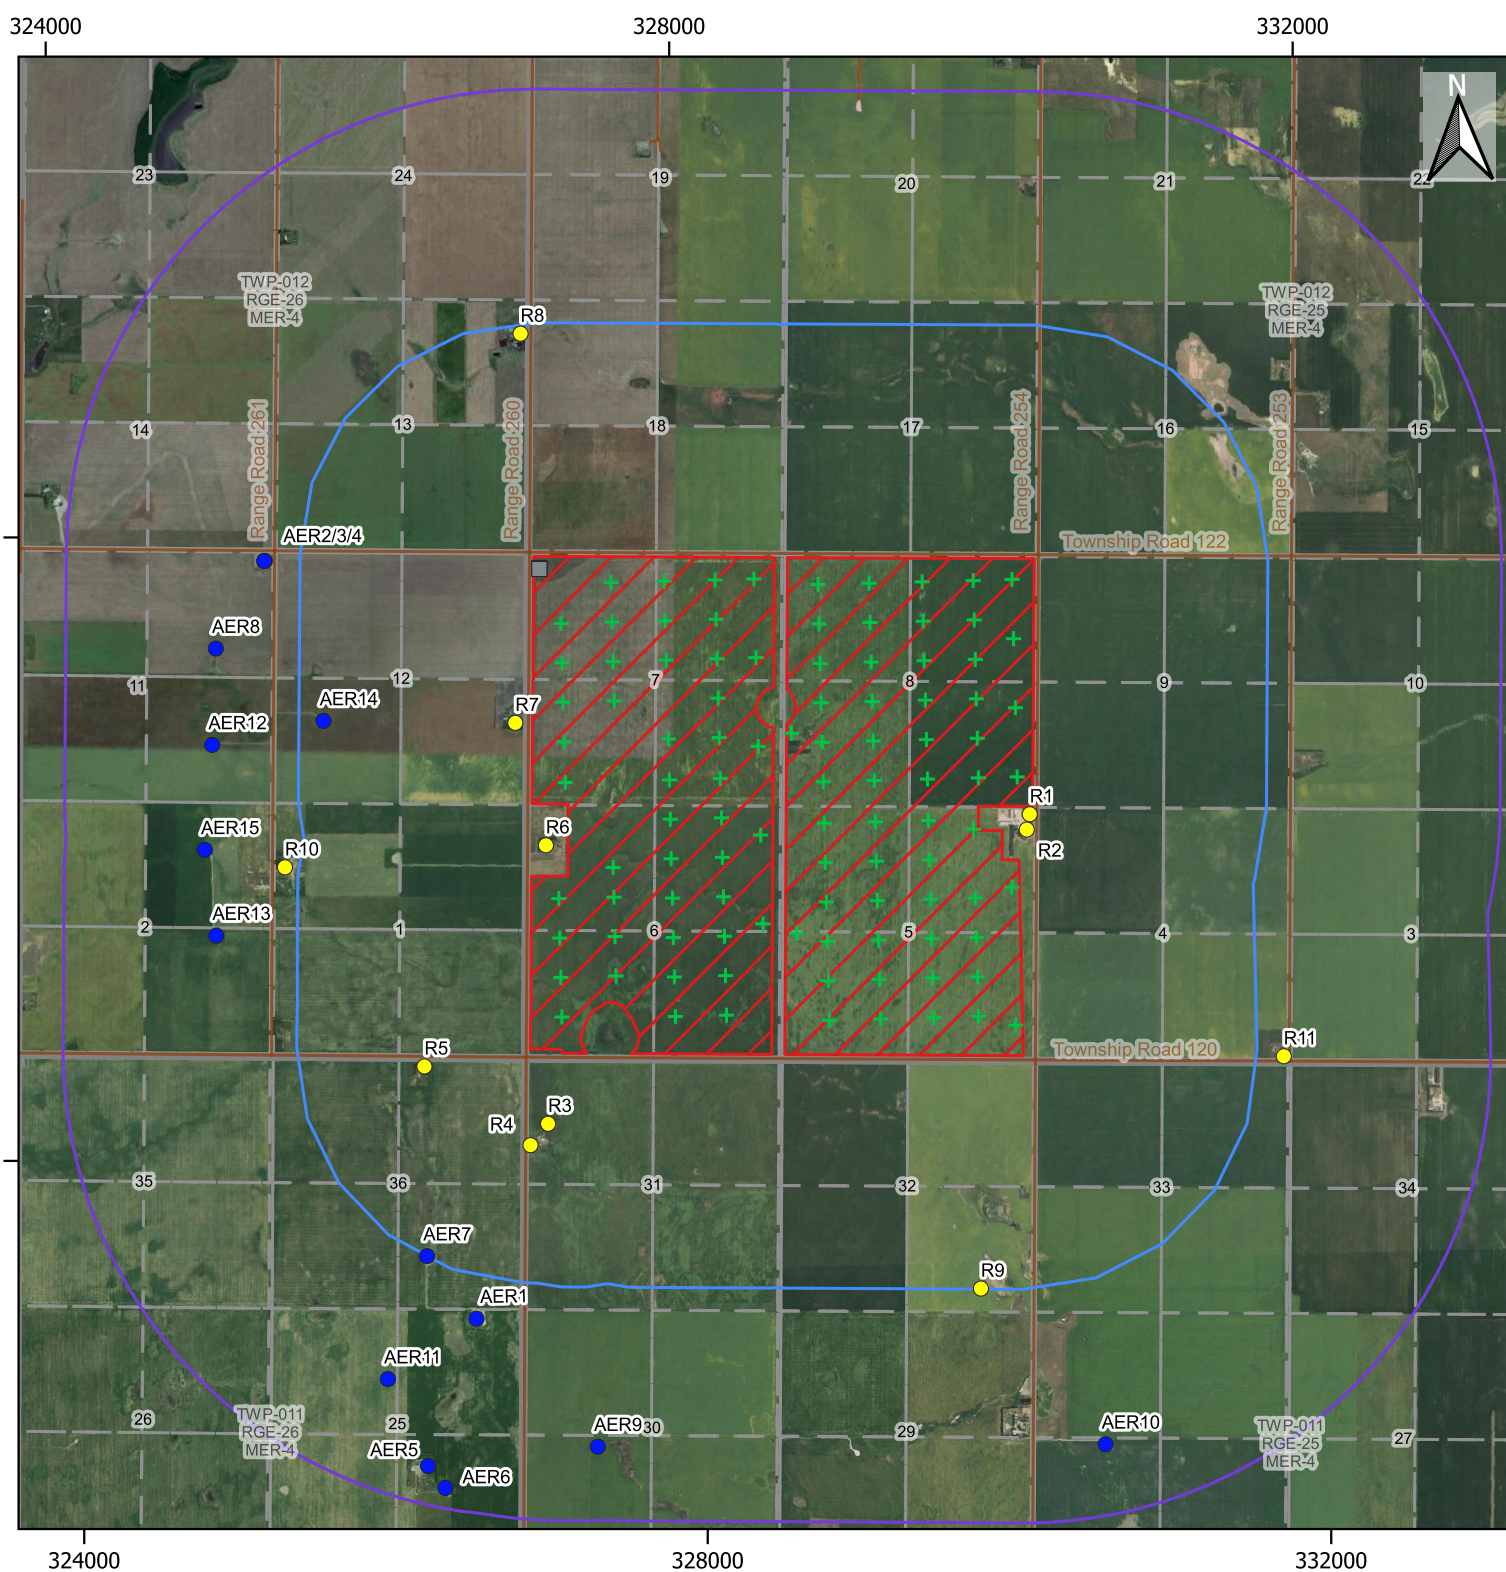 324000
328000
332000
N
23
24
19
20
21
22
TWP-012
RGE-26
MER-4
TWP-012
RGE-25
MER-4
R8
14
13
18
17
16
15
Range Road 261
Range Road 260
Range Road 254
Range Road 253
AER2/3/4
Township Road 122
AER8
11
12
7
8
9
10
AER14
R7
AER12
R1
R6
AER15
R10
R2
AER13
2
1
6
5
4
3
R5
Township Road 120
R11
R3
R4
35
36
31
32
33
34
AER7
R9
AER1
AER11
TWP-011
RGE-26
MER-4
26
25
AER9
30
29
AER10
TWP-011
RGE-25
MER-4
27
AER5
AER6
324000
328000
332000